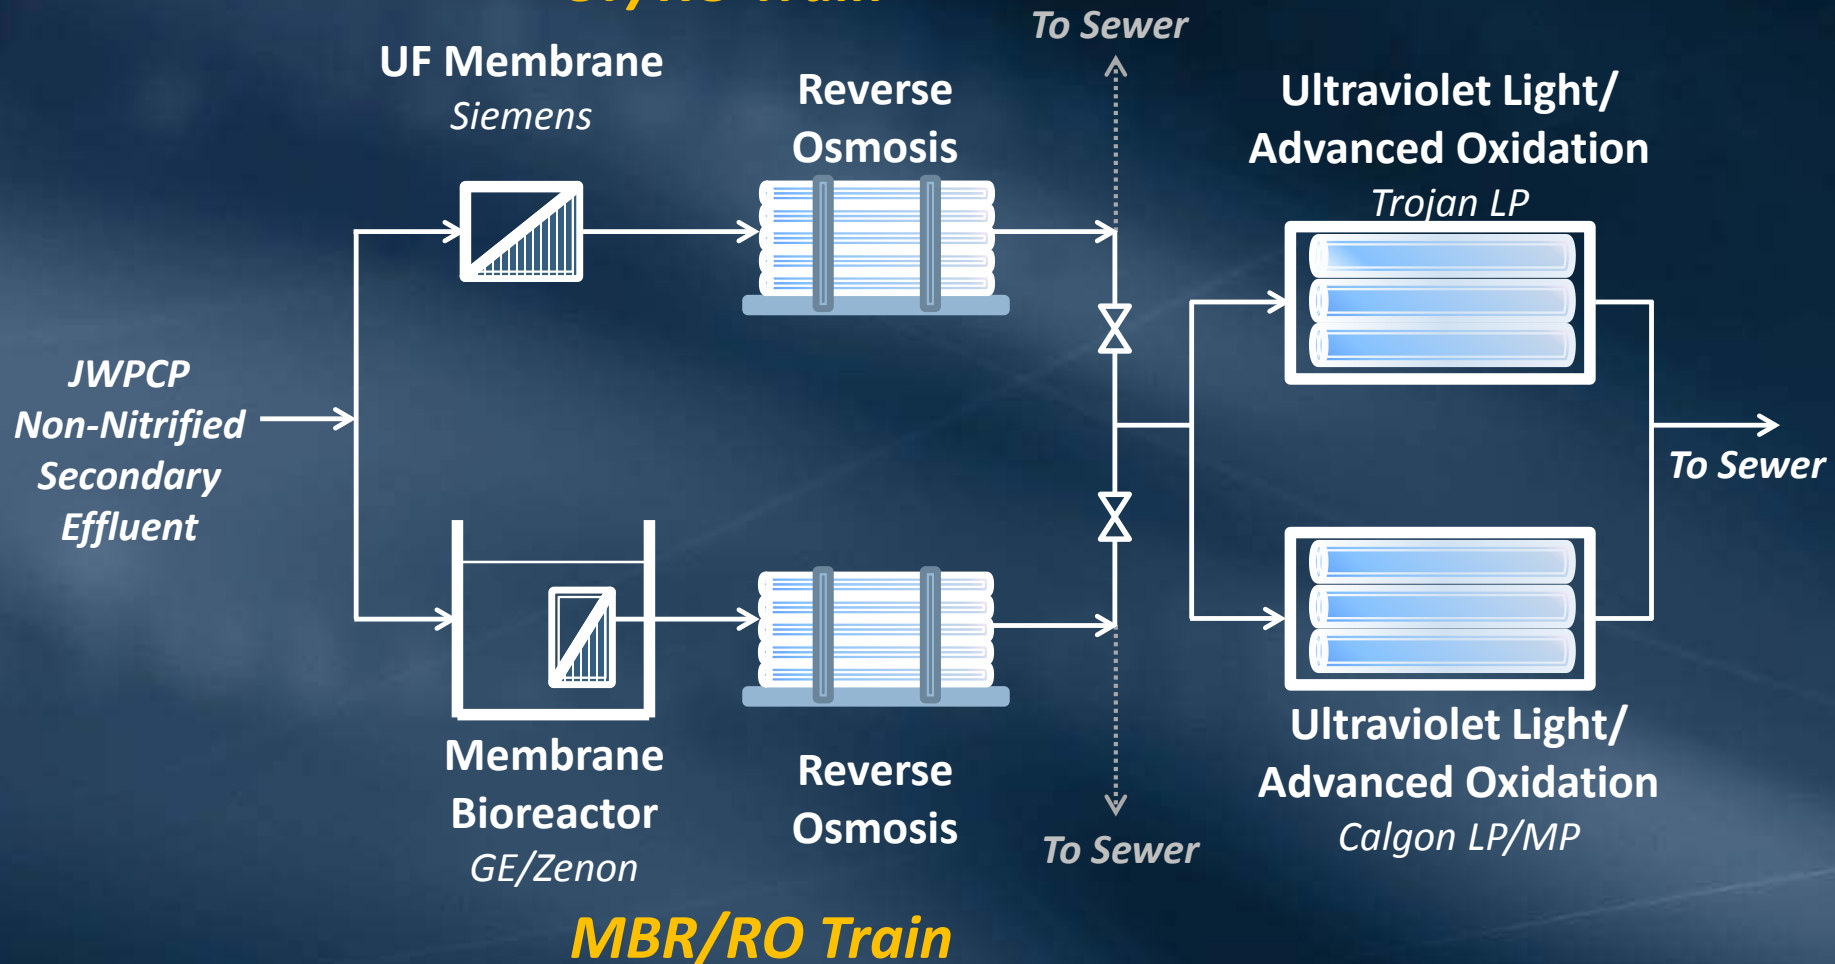 To Sewer
UF Membrane
Siemens
Reverse
Osmosis
Ultraviolet Light/
Advanced Oxidation
Trojan LP
JWPCP
Non-Nitrified
Secondary
Effluent
To Sewer
Membrane
Bioreactor
GE/Zenon
Reverse
Osmosis
To Sewer
Ultraviolet Light/
Advanced Oxidation
Calgon LP/MP
MBR/RO Train